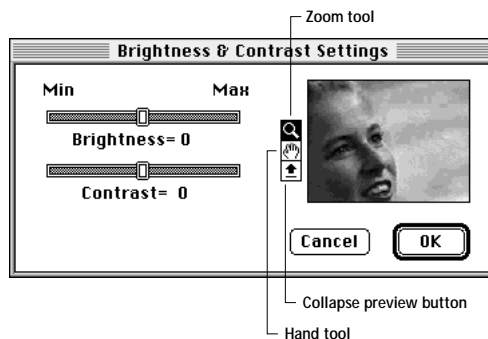 Zoom tool
Brightness & Contrast Settings
Min Max
Brightness= 0
Contrast= 0
Cancel OK
Collapse preview button
Hand tool